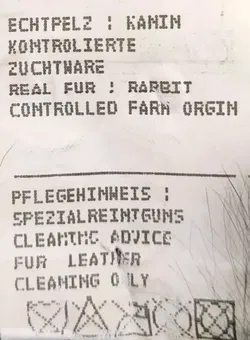 ECHTPELZ : KANIN
KONTROLIERTE
ZUCHTWARE
REAL FUR : RABBIT
CONTROLLED FARM ORGIN
PFLEGEHINWEIS :
SPEZIALREINIGUNG
CLEANING ADVICE
FUR LEATHER
CLEANING ONLY